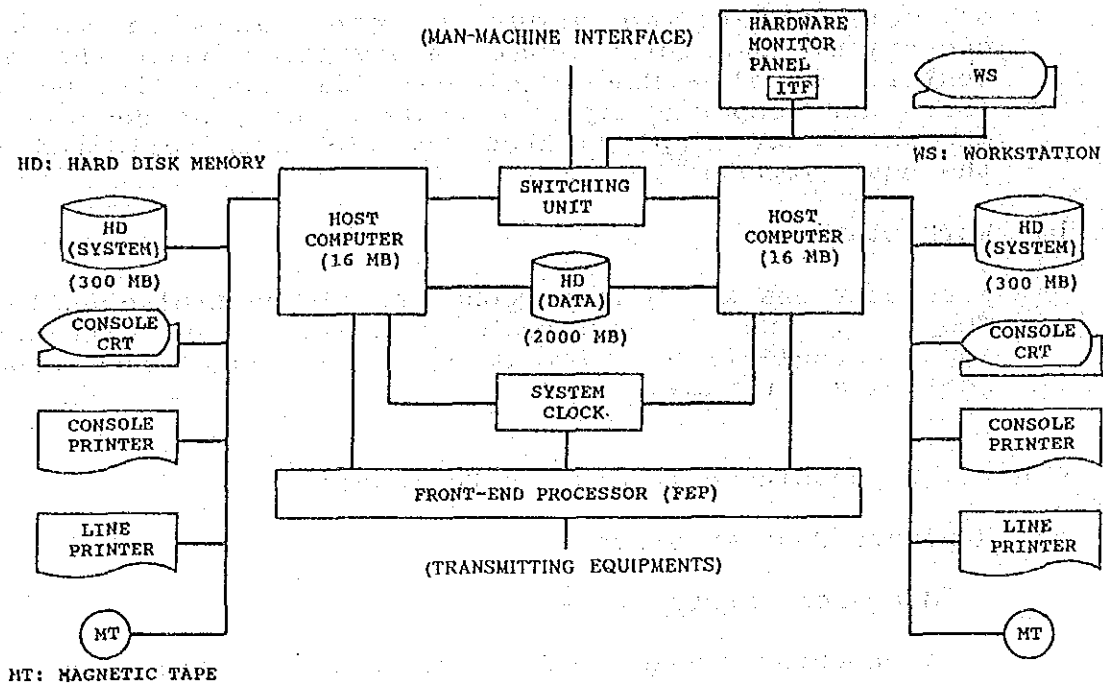 (MAN-MACHINE INTERFACE)
HARDWARE
MONITOR
PANEL
ITF
WS
HD: HARD DISK MEMORY
WS: WORKSTATION
HD
(SYSTEM)
(300 MB)
HOST
COMPUTER
(16 MB)
SWITCHING
UNIT
HOST
COMPUTER
(16 MB)
HD
(SYSTEM)
(300 MB)
HD
(DATA)
(2000 MB)
CONSOLE
CRT
CONSOLE
CRT
SYSTEM
CLOCK
CONSOLE
PRINTER
CONSOLE
PRINTER
FRONT-END PROCESSOR (FEP)
LINE
PRINTER
LINE
PRINTER
(TRANSMITTING EQUIPMENTS)
MT
MT
MT: MAGNETIC TAPE